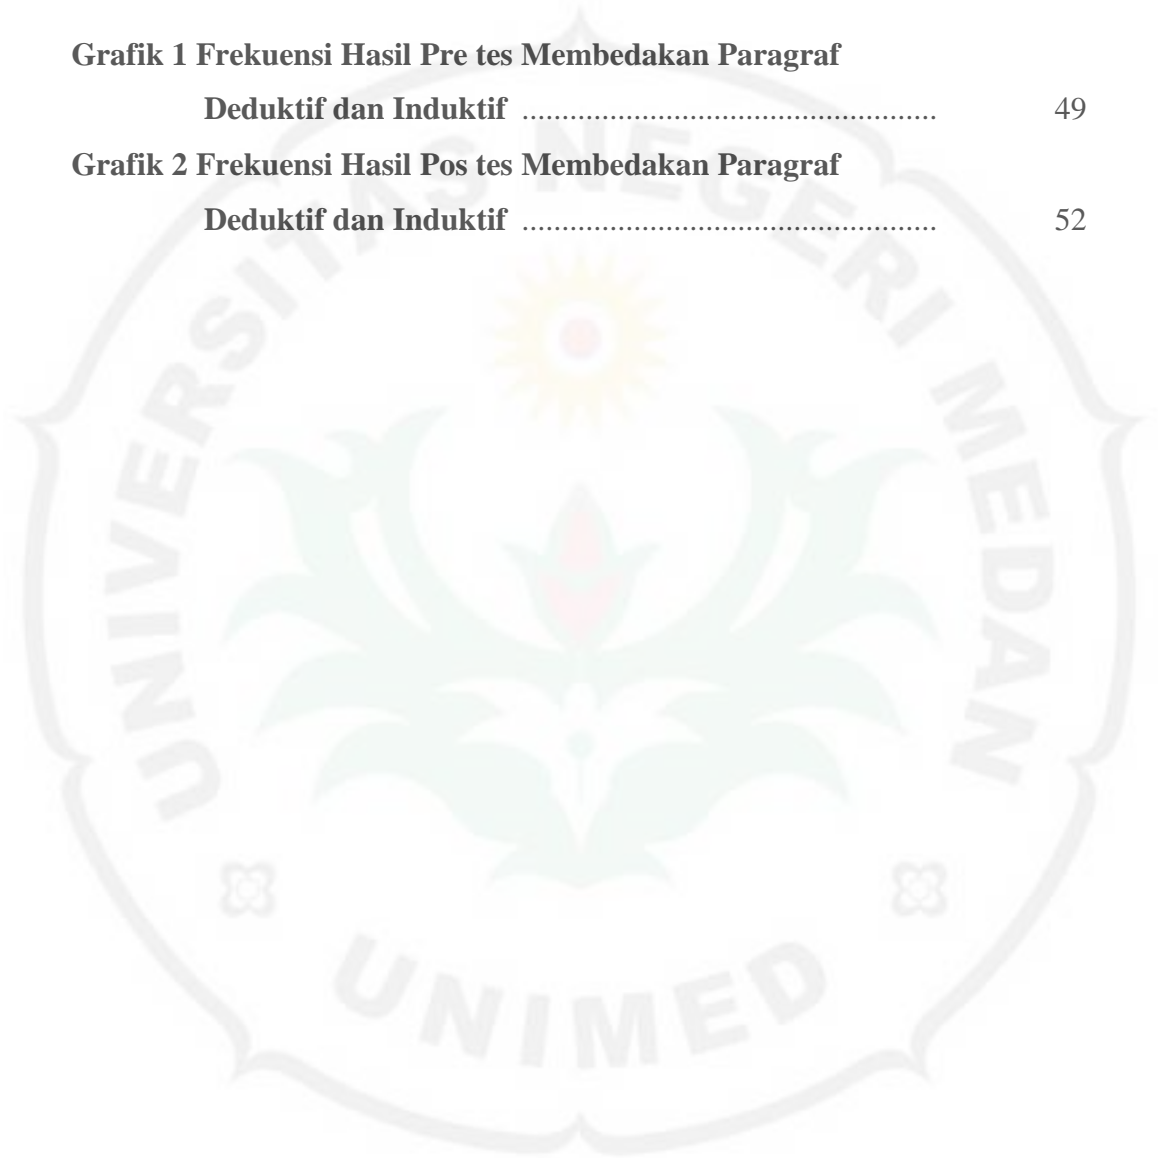 Grafik 1 Frekuensi Hasil Pre tes Membedakan Paragraf
Deduktif dan Induktif .................................................... 49
Grafik 2 Frekuensi Hasil Pos tes Membedakan Paragraf
Deduktif dan Induktif .................................................... 52
UNIVERSITAS NEGERI MEDAN
UNIMED